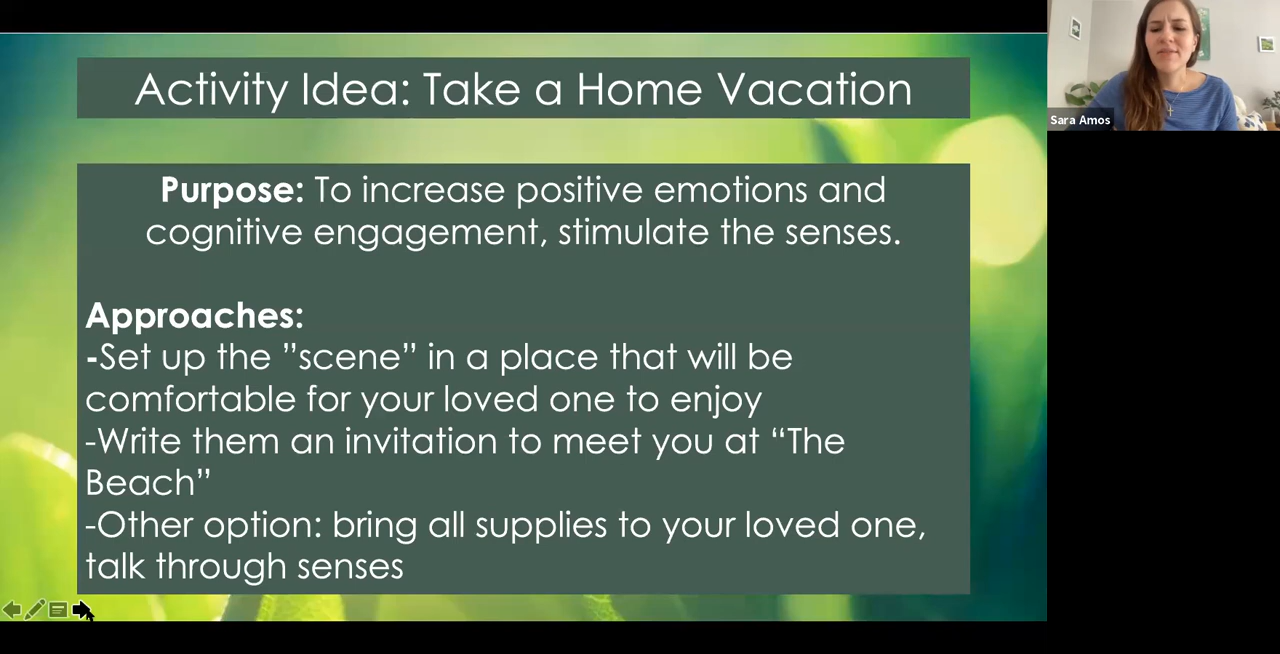 Activity Idea: Take a Home Vacation
Sara Amos
Purpose: To increase positive emotions and
cognitive engagement, stimulate the senses.
Approaches:
-Set up the ”scene” in a place that will be
comfortable for your loved one to enjoy
-Write them an invitation to meet you at “The
Beach”
-Other option: bring all supplies to your loved one,
talk through senses